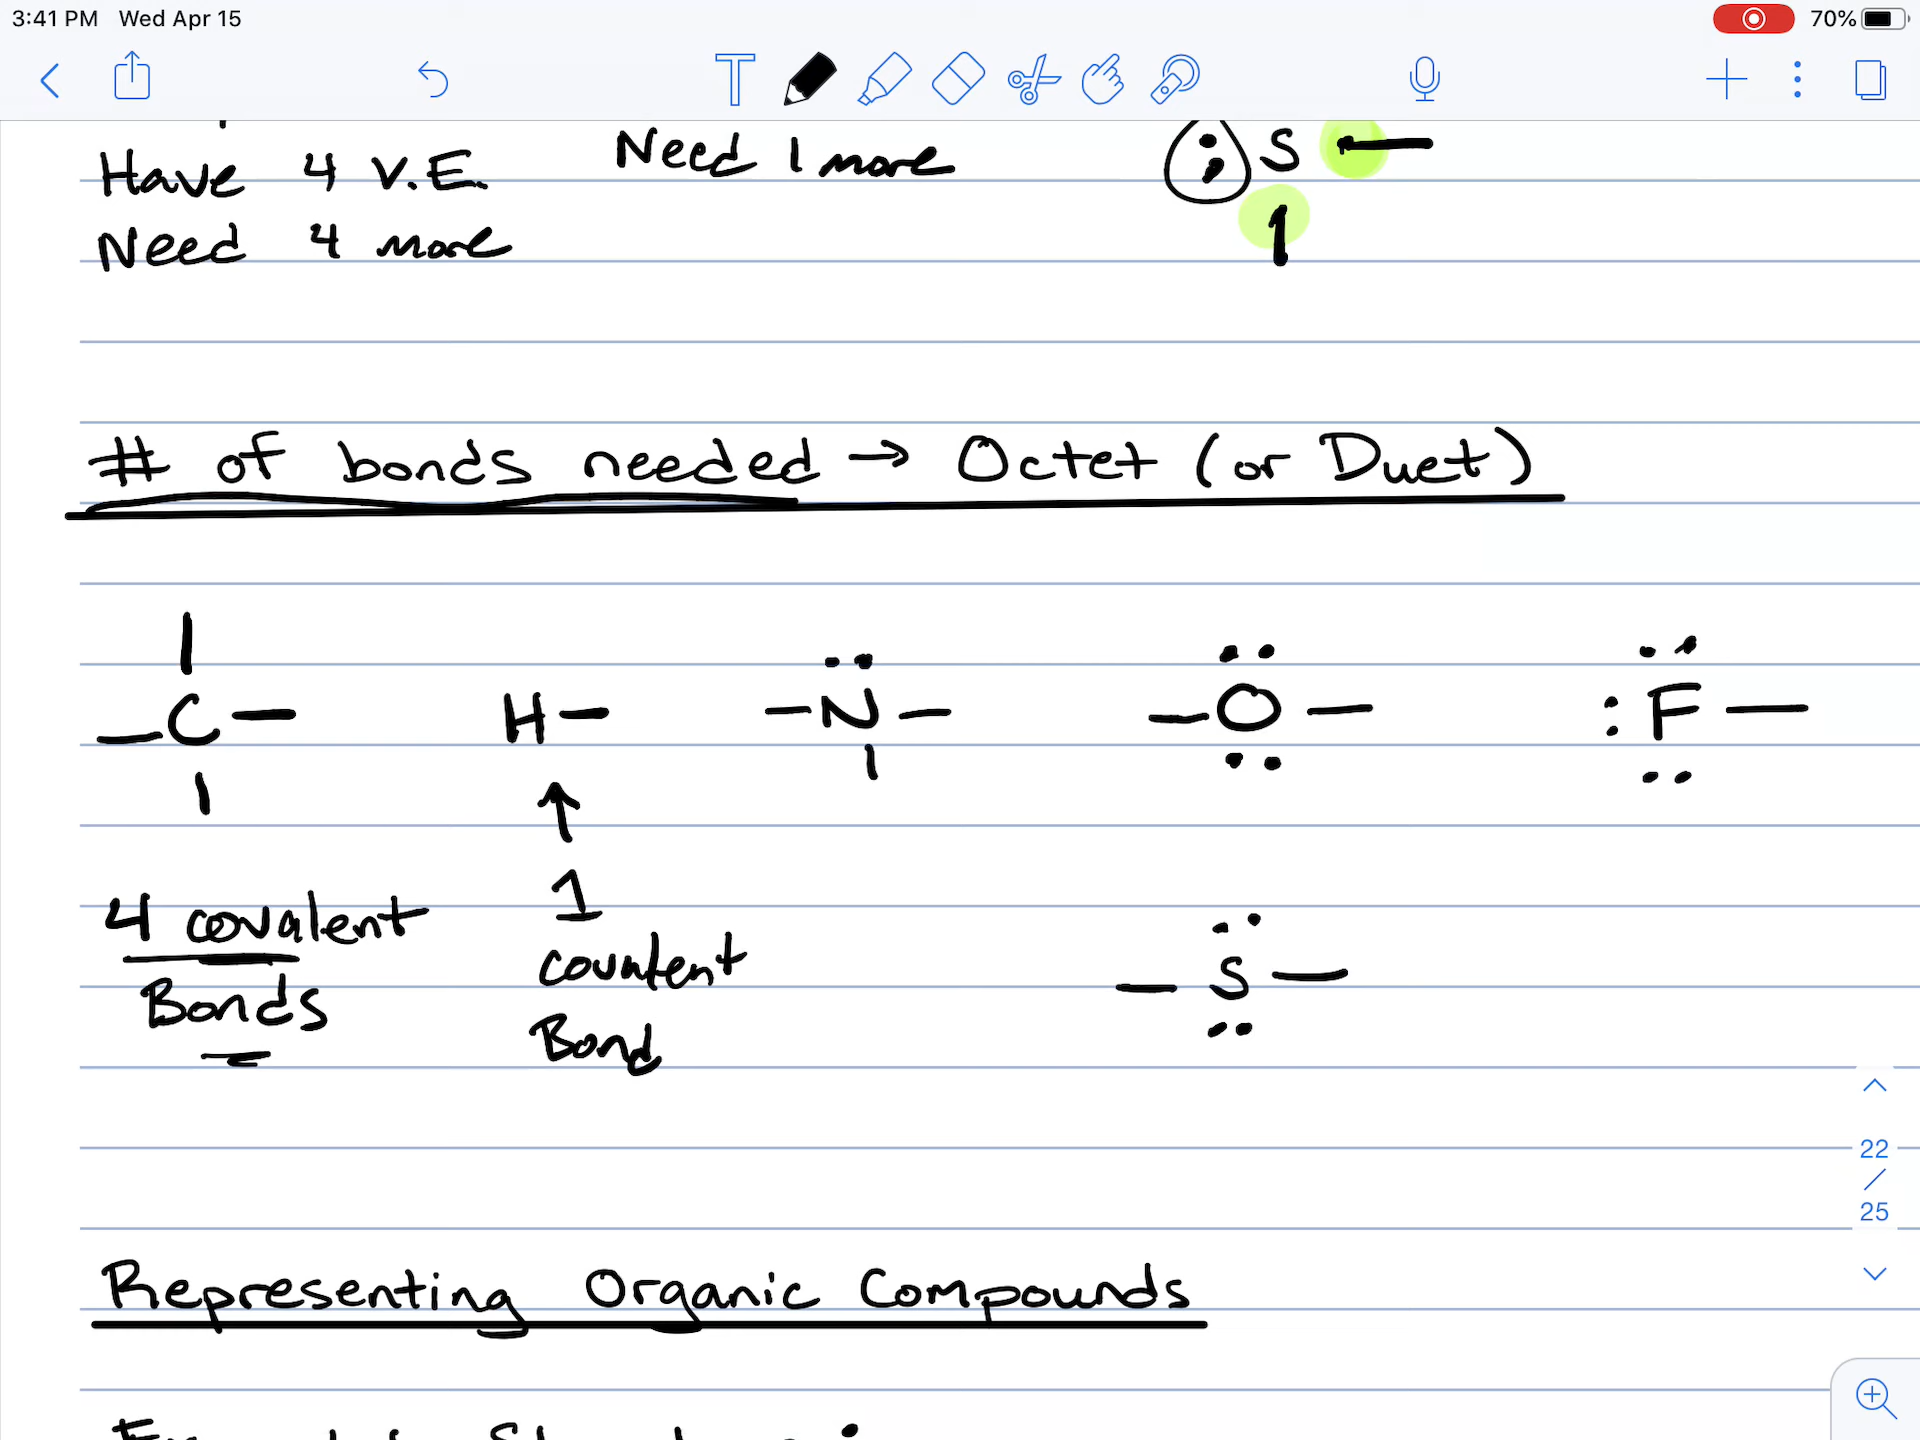 3:41 PM Wed Apr 15
70%
T
Have 4 V.E.
Need 1 more
S
Need 4 more
# of bonds needed → Octet (or Duet)
C H N O F
4 covalent
Bonds
1
covalent
Bond
S
22
/
25
Representing Organic Compounds